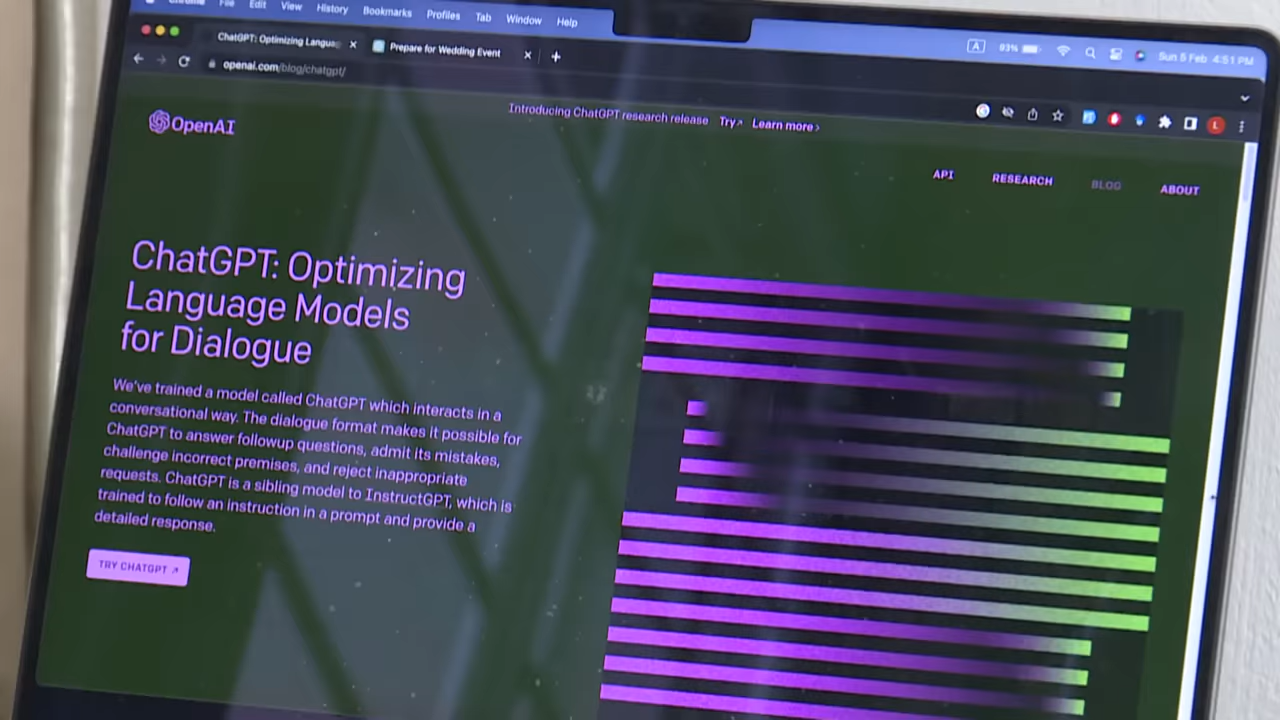 Chrome File Edit View History Bookmarks Profiles Tab Window Help
A 93% Sun 5 Feb 4:51 PM
ChatGPT: Optimizing Langua
Prepare for Wedding Event
openai.com/blog/chatgpt/
L
Introducing ChatGPT research release Try↗ Learn more›
OpenAI
API RESEARCH BLOG ABOUT
ChatGPT: Optimizing
Language Models
for Dialogue
We've trained a model called ChatGPT which interacts in a
conversational way. The dialogue format makes it possible for
ChatGPT to answer followup questions, admit its mistakes,
challenge incorrect premises, and reject inappropriate
requests. ChatGPT is a sibling model to InstructGPT, which is
trained to follow an instruction in a prompt and provide a
detailed response.
TRY CHATGPT ↗